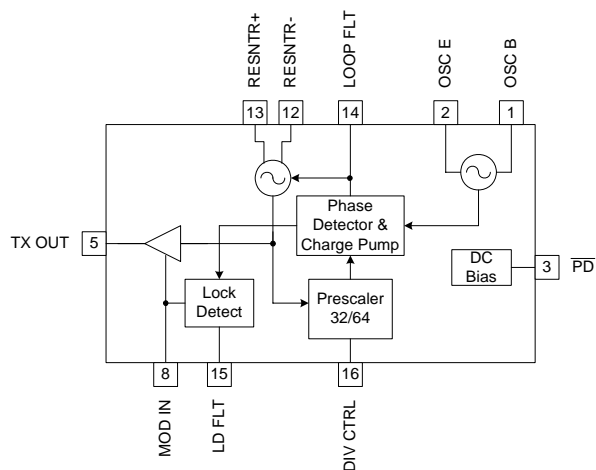 RESNTR+
RESNTR-
LOOP FLT
OSC E
OSC B
13
12
14
2
1
Phase
Detector &
Charge Pump
TX OUT
5
DC
Bias
3
PD
Lock
Detect
Prescaler
32/64
8
15
16
MOD IN
LD FLT
DIV CTRL